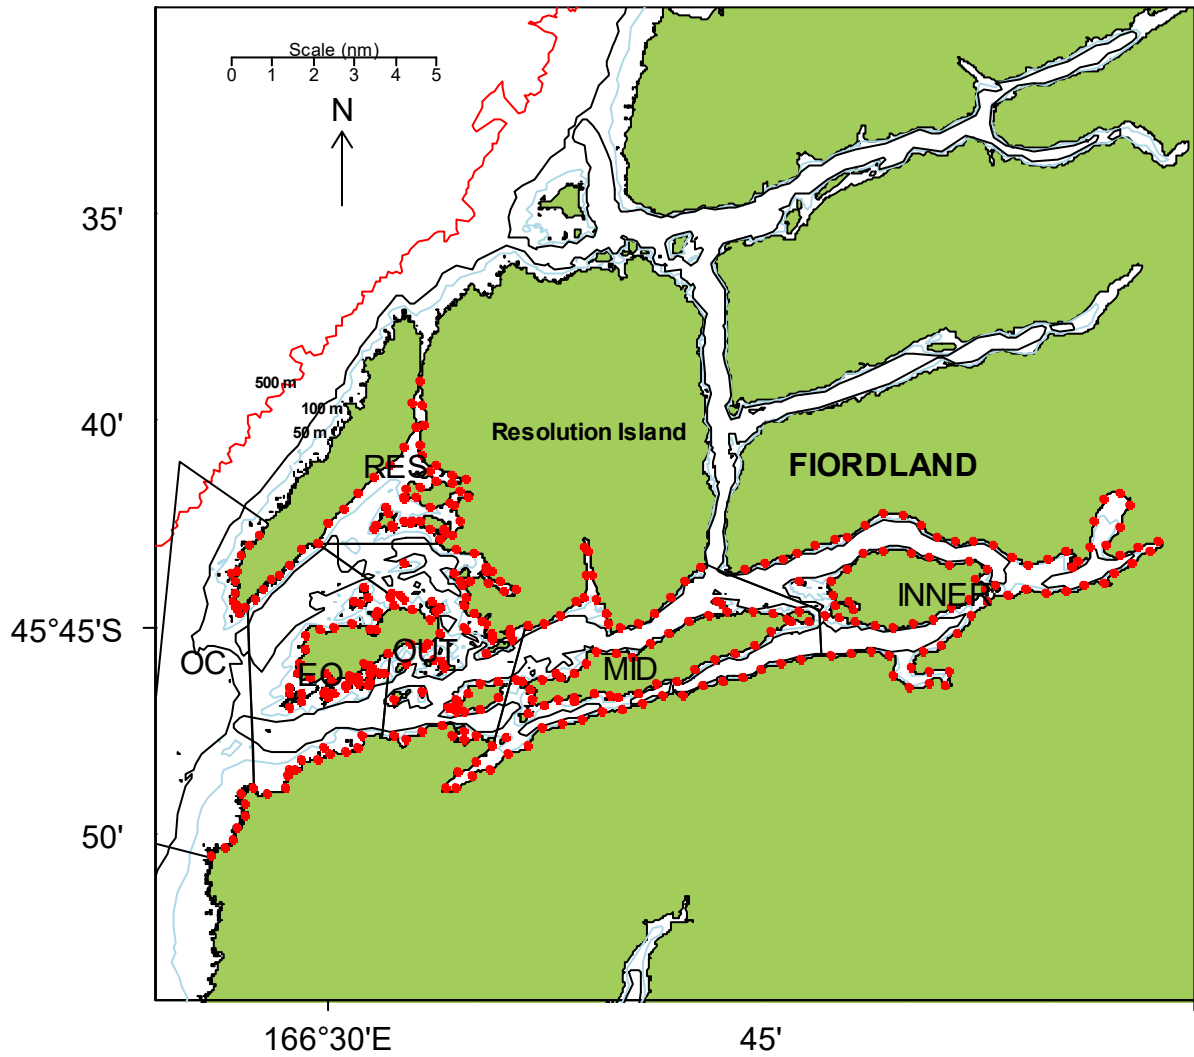 Scale (nm)
0 1 2 3 4 5
N
35'
500 m
100 m
50 m
40'
Resolution Island
FIORDLAND
RES
INNER
45°45'S
OC
EO
OUT
MID
50'
166°30'E
45'